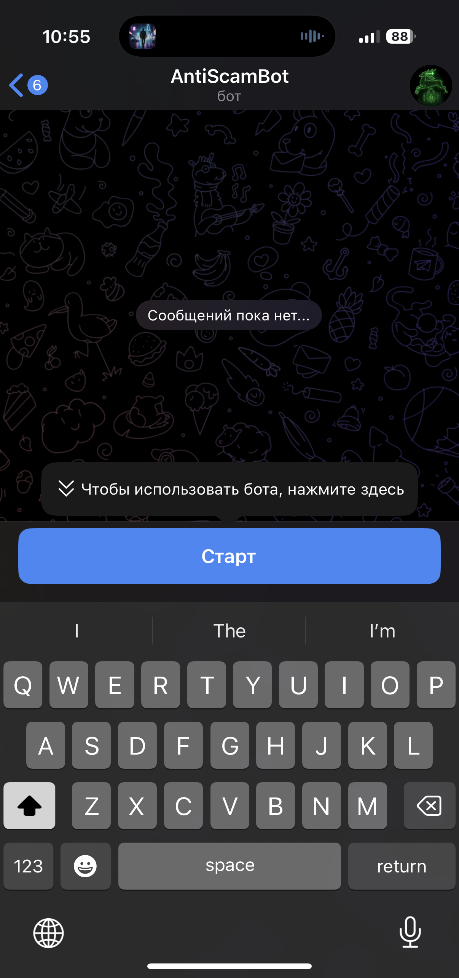 10:55
88
6
AntiScamBot
бот
Сообщений пока нет...
Чтобы использовать бота, нажмите здесь
Старт
I The I’m
Q W E R T Y U I O P
A S D F G H J K L
Z X C V B N M
123 space return